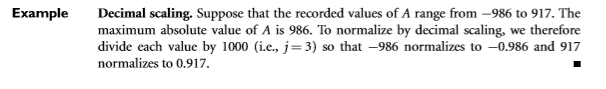 Example Decimal scaling. Suppose that the recorded values of A range from −986 to 917. The
maximum absolute value of A is 986. To normalize by decimal scaling, we therefore
divide each value by 1000 (i.e., j = 3) so that −986 normalizes to −0.986 and 917
normalizes to 0.917.